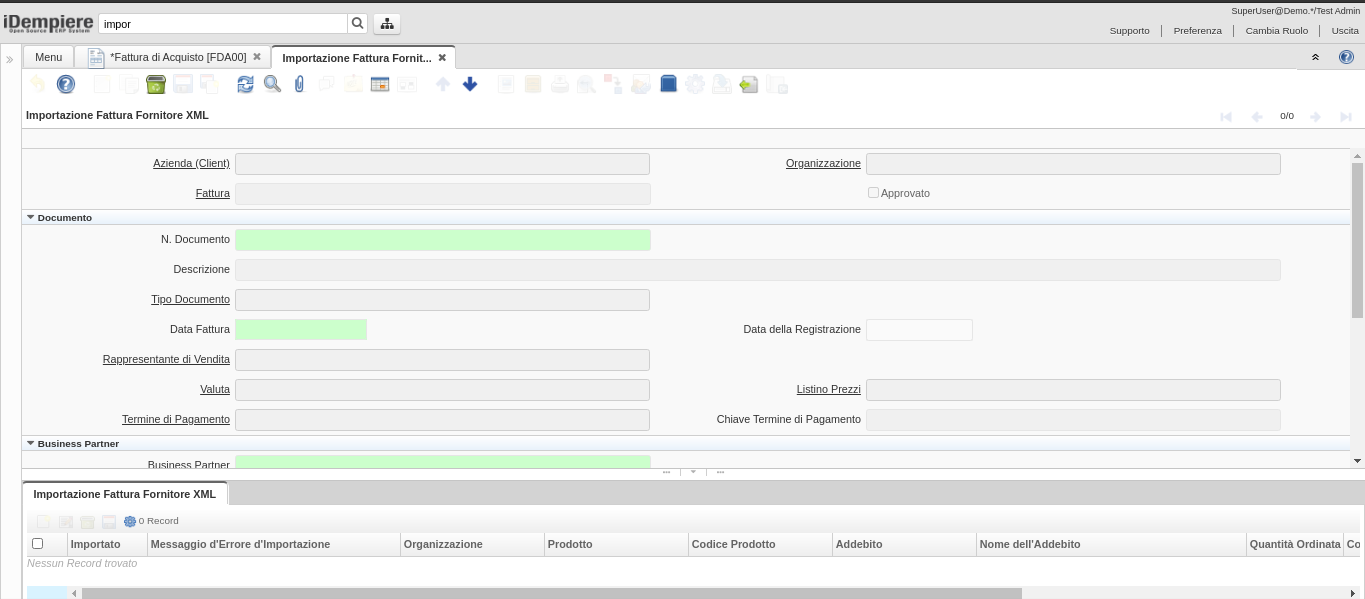 SuperUser@Demo.*/Test Admin
iDempiere
Open Source ERP System
impor
Supporto Preferenza Cambia Ruolo Uscita
Menu *Fattura di Acquisto [FDA00] Importazione Fattura Fornit...
Importazione Fattura Fornitore XML 0/0
Azienda (Client) Organizzazione
Fattura Approvato
Documento
N. Documento
Descrizione
Tipo Documento
Data Fattura Data della Registrazione
Rappresentante di Vendita
Valuta Listino Prezzi
Termine di Pagamento Chiave Termine di Pagamento
Business Partner
Business Partner
Importazione Fattura Fornitore XML
0 Record
Importato Messaggio d'Errore d'Importazione Organizzazione Prodotto Codice Prodotto Addebito Nome dell'Addebito Quantità Ordinata Co
Nessun Record trovato